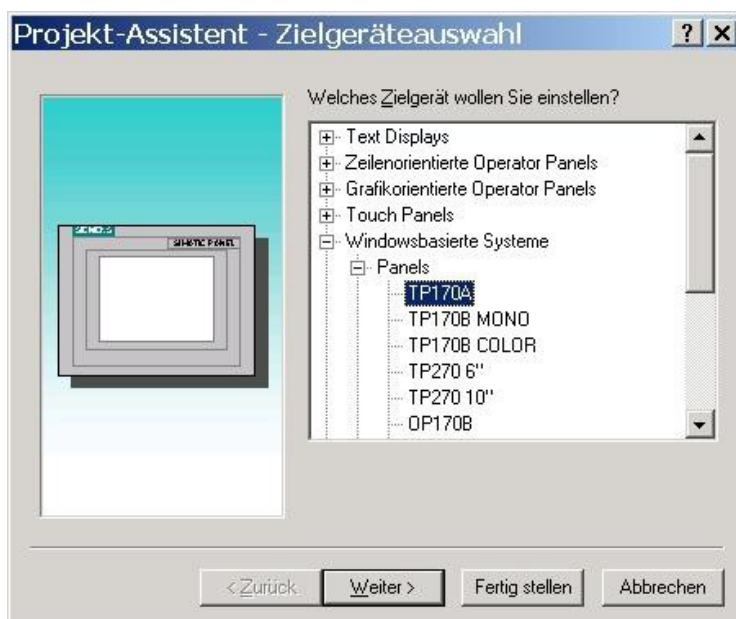 Projekt-Assistent - Zielgeräteauswahl
Welches Zielgerät wollen Sie einstellen?
Text Displays
Zeilenorientierte Operator Panels
Grafikorientierte Operator Panels
Touch Panels
Windowsbasierte Systeme
Panels
TP170A
TP170B MONO
TP170B COLOR
TP270 6''
TP270 10''
OP170B
SIEMENS
SIMATIC PANEL
< Zurück
Weiter >
Fertig stellen
Abbrechen